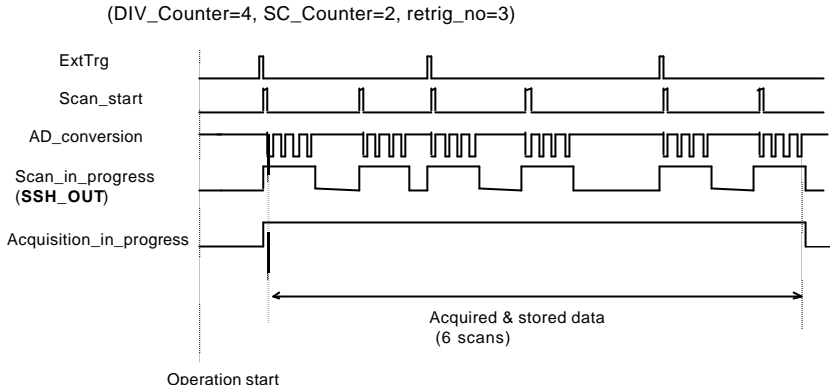 (DIV_Counter=4, SC_Counter=2, retrig_no=3)
ExtTrg
Scan_start
AD_conversion
Scan_in_progress
(SSH_OUT)
Acquisition_in_progress
Acquired & stored data
(6 scans)
Operation start